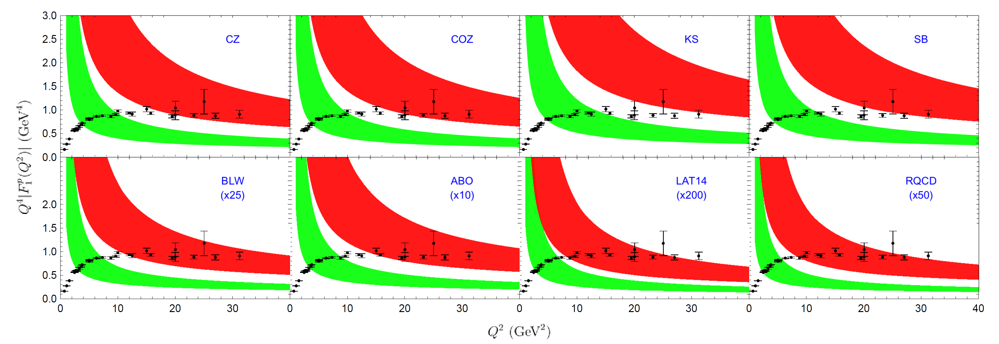 3.0
2.5
2.0
1.5
1.0
0.5
0.0
CZ
COZ
KS
SB
Q⁴|F₁ᵖ(Q²)| (GeV⁴)
2.0
1.5
1.0
0.5
0.0
BLW
(x25)
ABO
(x10)
LAT14
(x200)
RQCD
(x50)
0 10 20 30 0 10 20 30 0 10 20 30 0 10 20 30 40
Q² (GeV²)